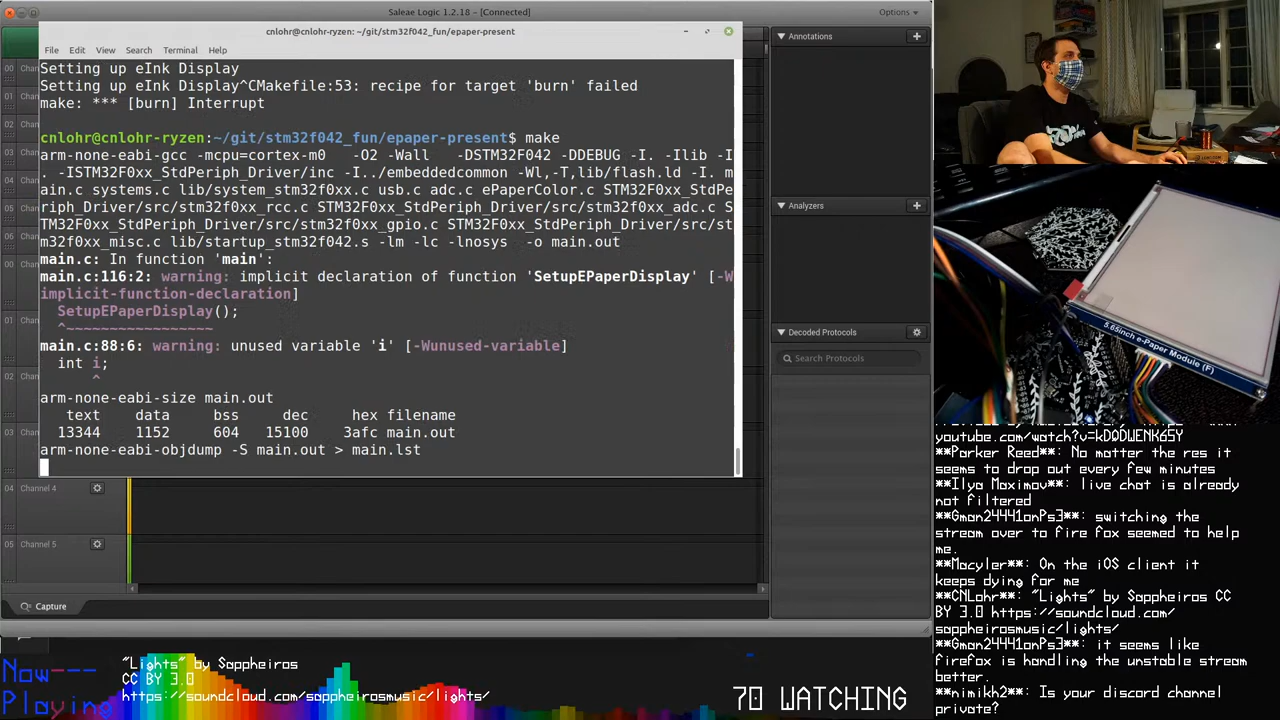 Saleae Logic 1.2.18 - [Connected]
Options
cnlohr@cnlohr-ryzen: ~/git/stm32f042_fun/epaper-present
File Edit View Search Terminal Help
Setting up eInk Display
Setting up eInk Display^CMakefile:53: recipe for target 'burn' failed
make: *** [burn] Interrupt
cnlohr@cnlohr-ryzen:~/git/stm32f042_fun/epaper-present$ make
arm-none-eabi-gcc -mcpu=cortex-m0 -O2 -Wall -DSTM32F042 -DDEBUG -I. -Ilib -I
. -ISTM32F0xx_StdPeriph_Driver/inc -I../embeddedcommon -Wl,-T,lib/flash.ld -I. m
ain.c systems.c lib/system_stm32f0xx.c usb.c adc.c ePaperColor.c STM32F0xx_StdPe
riph_Driver/src/stm32f0xx_rcc.c STM32F0xx_StdPeriph_Driver/src/stm32f0xx_adc.c S
TM32F0xx_StdPeriph_Driver/src/stm32f0xx_gpio.c STM32F0xx_StdPeriph_Driver/src/st
m32f0xx_misc.c lib/startup_stm32f042.s -lm -lc -lnosys -o main.out
main.c: In function 'main':
main.c:116:2: warning: implicit declaration of function 'SetupEPaperDisplay' [-W
implicit-function-declaration]
SetupEPaperDisplay();
^~~~~~~~~~~~~~~~~~
main.c:88:6: warning: unused variable 'i' [-Wunused-variable]
int i;
^
arm-none-eabi-size main.out
text data bss dec hex filename
13344 1152 604 15100 3afc main.out
arm-none-eabi-objdump -S main.out > main.lst
04 Channel 4
05 Channel 5
Capture
Annotations
Analyzers
Decoded Protocols
Search Protocols
5.65inch e-Paper Module (F)
youtube.com/watch?v=kDQDWENK6SY
**Parker Reed**: No matter the res it
seems to drop out every few minutes
**Ilya Maximov**: live chat is already
not filtered
**Gman24441onPs3**: switching the
stream over to fire fox seemed to help
me.
**Macyler**: On the iOS client it
keeps dying for me
**CNLohr**: "Lights" by Sappheiros CC
BY 3.0 https://soundcloud.com/
sappheirosmusic/lights/
**Gman24441onPs3**: it seems like
firefox is handling the unstable stream
better.
**nimikh2**: Is your discord channel
private?
Now---
Playing
"Lights" by Sappheiros
CC BY 3.0
https://soundcloud.com/sappheirosmusic/lights/
70 WATCHING